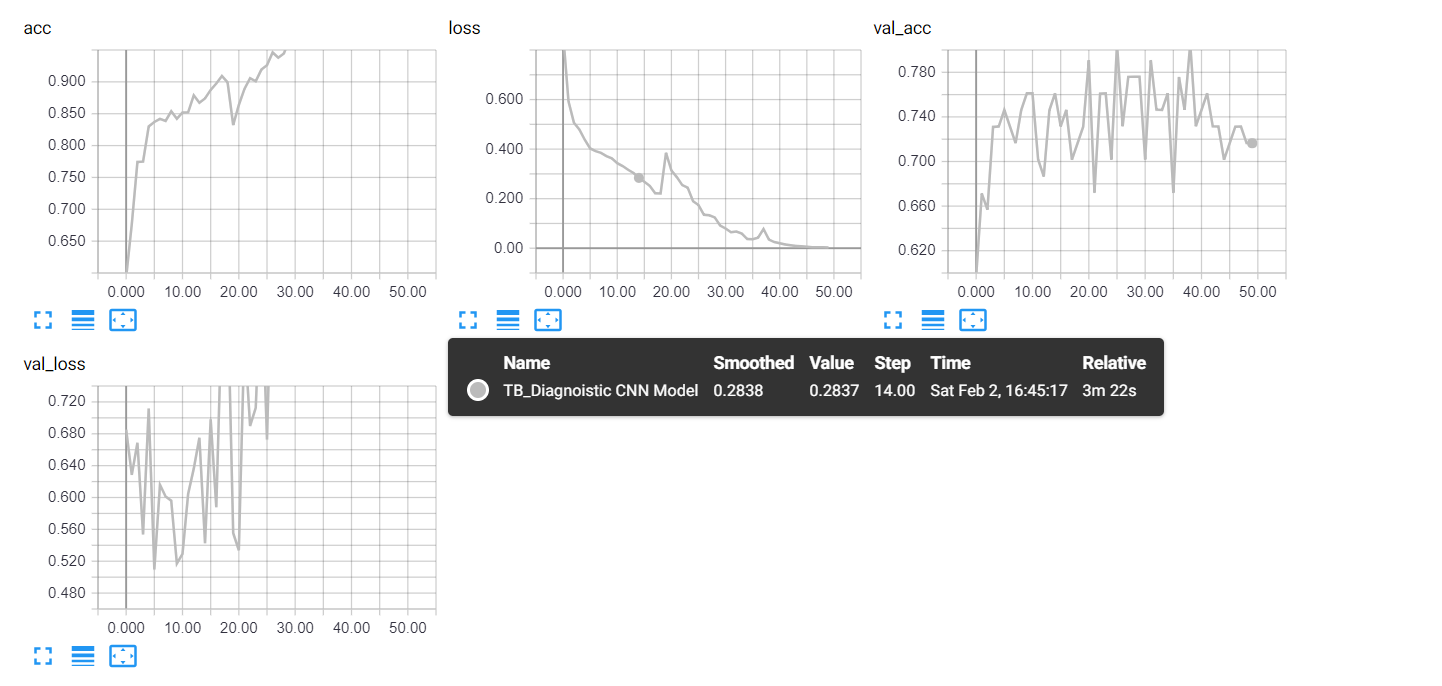 acc
0.900
0.850
0.800
0.750
0.700
0.650
0.000 10.00 20.00 30.00 40.00 50.00
loss
0.600
0.400
0.200
0.00
0.000 10.00 20.00 30.00 40.00 50.00
val_acc
0.780
0.740
0.700
0.660
0.620
0.000 10.00 20.00 30.00 40.00 50.00
Name Smoothed Value Step Time Relative
TB_Diagnoistic CNN Model 0.2838 0.2837 14.00 Sat Feb 2, 16:45:17 3m 22s
val_loss
0.720
0.680
0.640
0.600
0.560
0.520
0.480
0.000 10.00 20.00 30.00 40.00 50.00